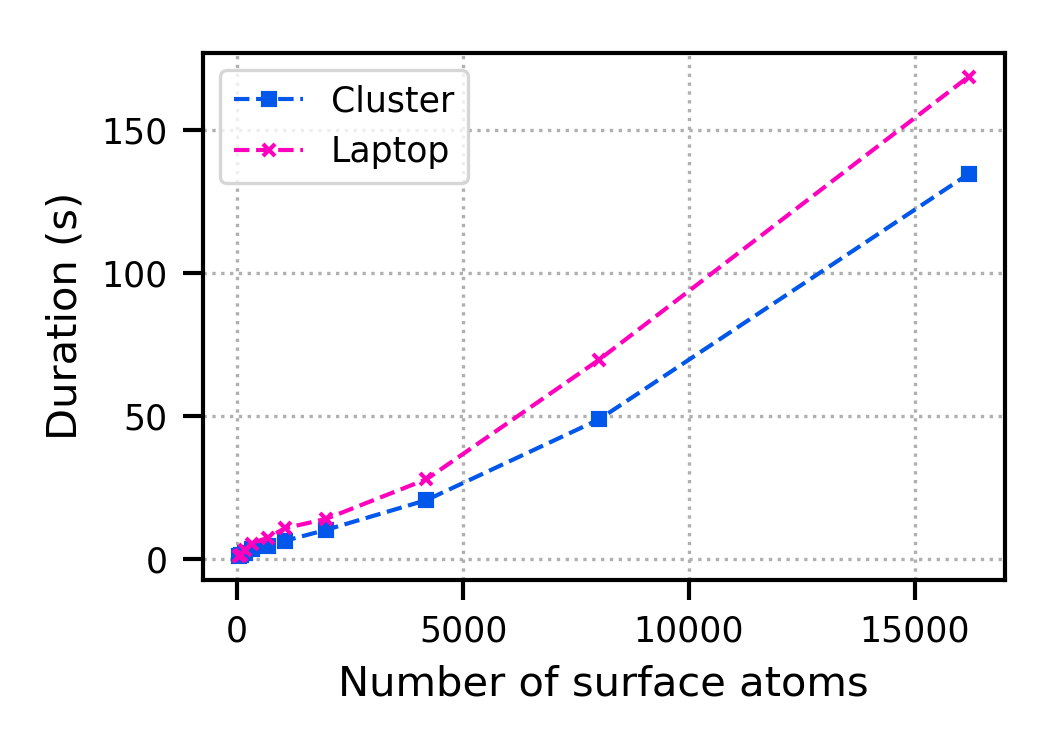 Cluster
Laptop
150
100
50
0
Duration (s)
0 5000 10000 15000
Number of surface atoms